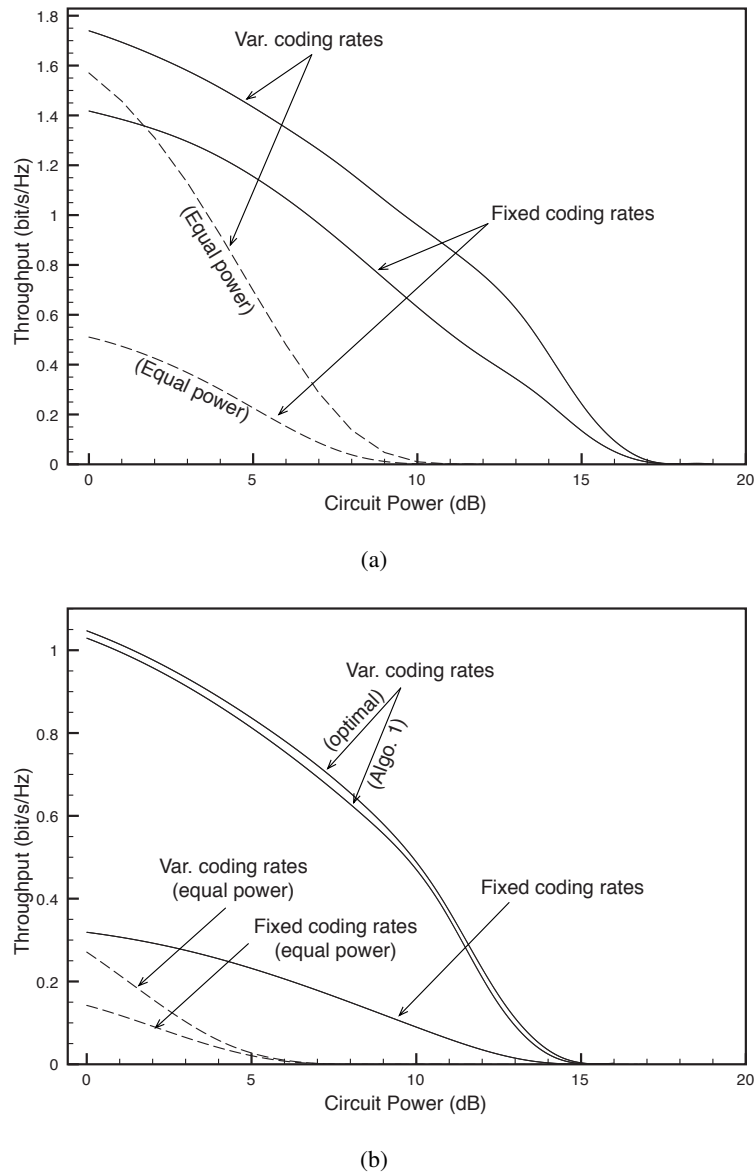 1.8
1.6
1.4
1.2
1
0.8
0.6
0.4
0.2
0
Throughput (bit/s/Hz)
Var. coding rates
(Equal power)
Fixed coding rates
(Equal power)
0 5 10 15 20
Circuit Power (dB)
(a)
1
0.8
0.6
0.4
0.2
0
Throughput (bit/s/Hz)
Var. coding rates
(optimal)
(Algo. 1)
Var. coding rates
(equal power)
Fixed coding rates
(equal power)
Fixed coding rates
0 5 10 15 20
Circuit Power (dB)
(b)